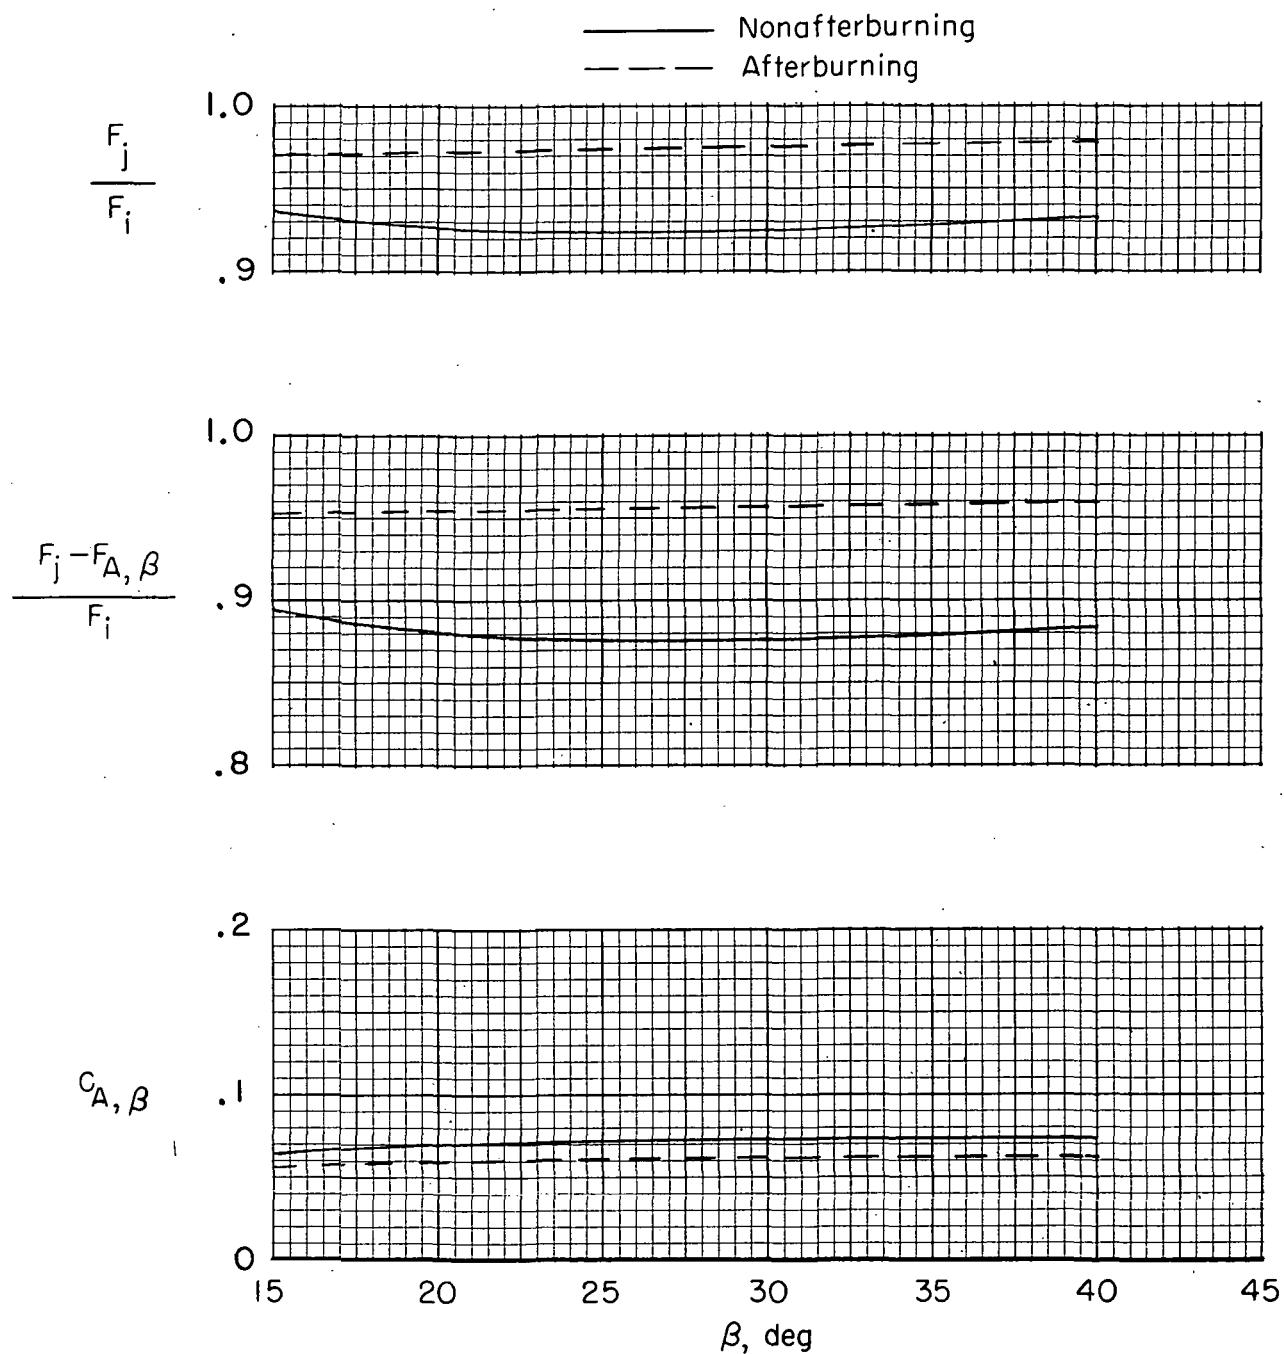 Nonafterburning
Afterburning
1.0
F_j
F_i
.9
1.0
F_j - F_A, β
F_i
.9
.8
.2
C_A, β
.1
0
15 20 25 30 35 40 45
β, deg